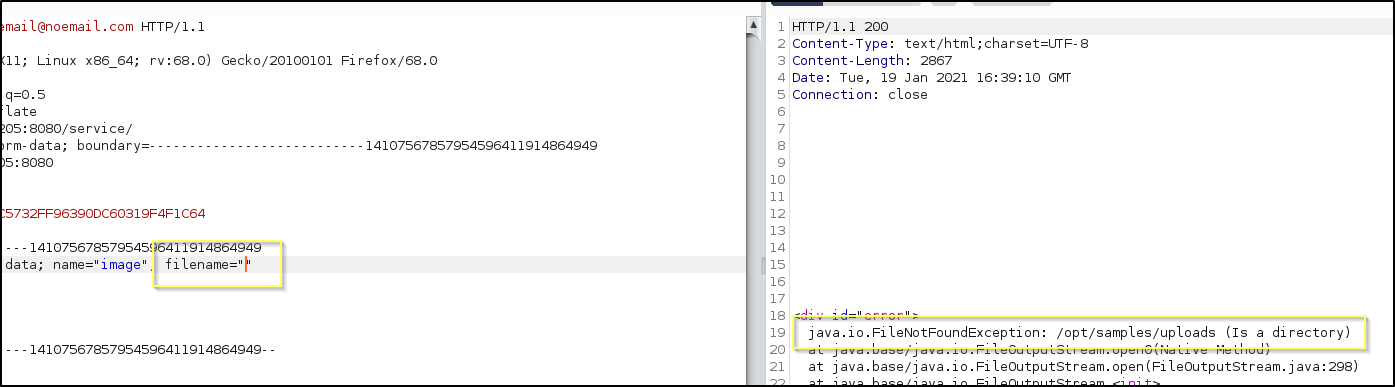 email@noemail.com HTTP/1.1
X11; Linux x86_64; rv:68.0) Gecko/20100101 Firefox/68.0
q=0.5
flate
205:8080/service/
orm-data; boundary=---------------------------14107567857954596411914864949
05:8080
C5732FF96390DC60319F4F1C64
---14107567857954596411914864949
data; name="image", filename=""
---14107567857954596411914864949--
1 HTTP/1.1 200
2 Content-Type: text/html;charset=UTF-8
3 Content-Length: 2867
4 Date: Tue, 19 Jan 2021 16:39:10 GMT
5 Connection: close
6
7
8
9
10
11
12
13
14
15
16
17
18 <div id="error">
19 java.io.FileNotFoundException: /opt/samples/uploads (Is a directory)
20 at java.base/java.io.FileOutputStream.open0(Native Method)
21 at java.base/java.io.FileOutputStream.open(FileOutputStream.java:298)
22 at java.base/java.io.FileOutputStream.<init>